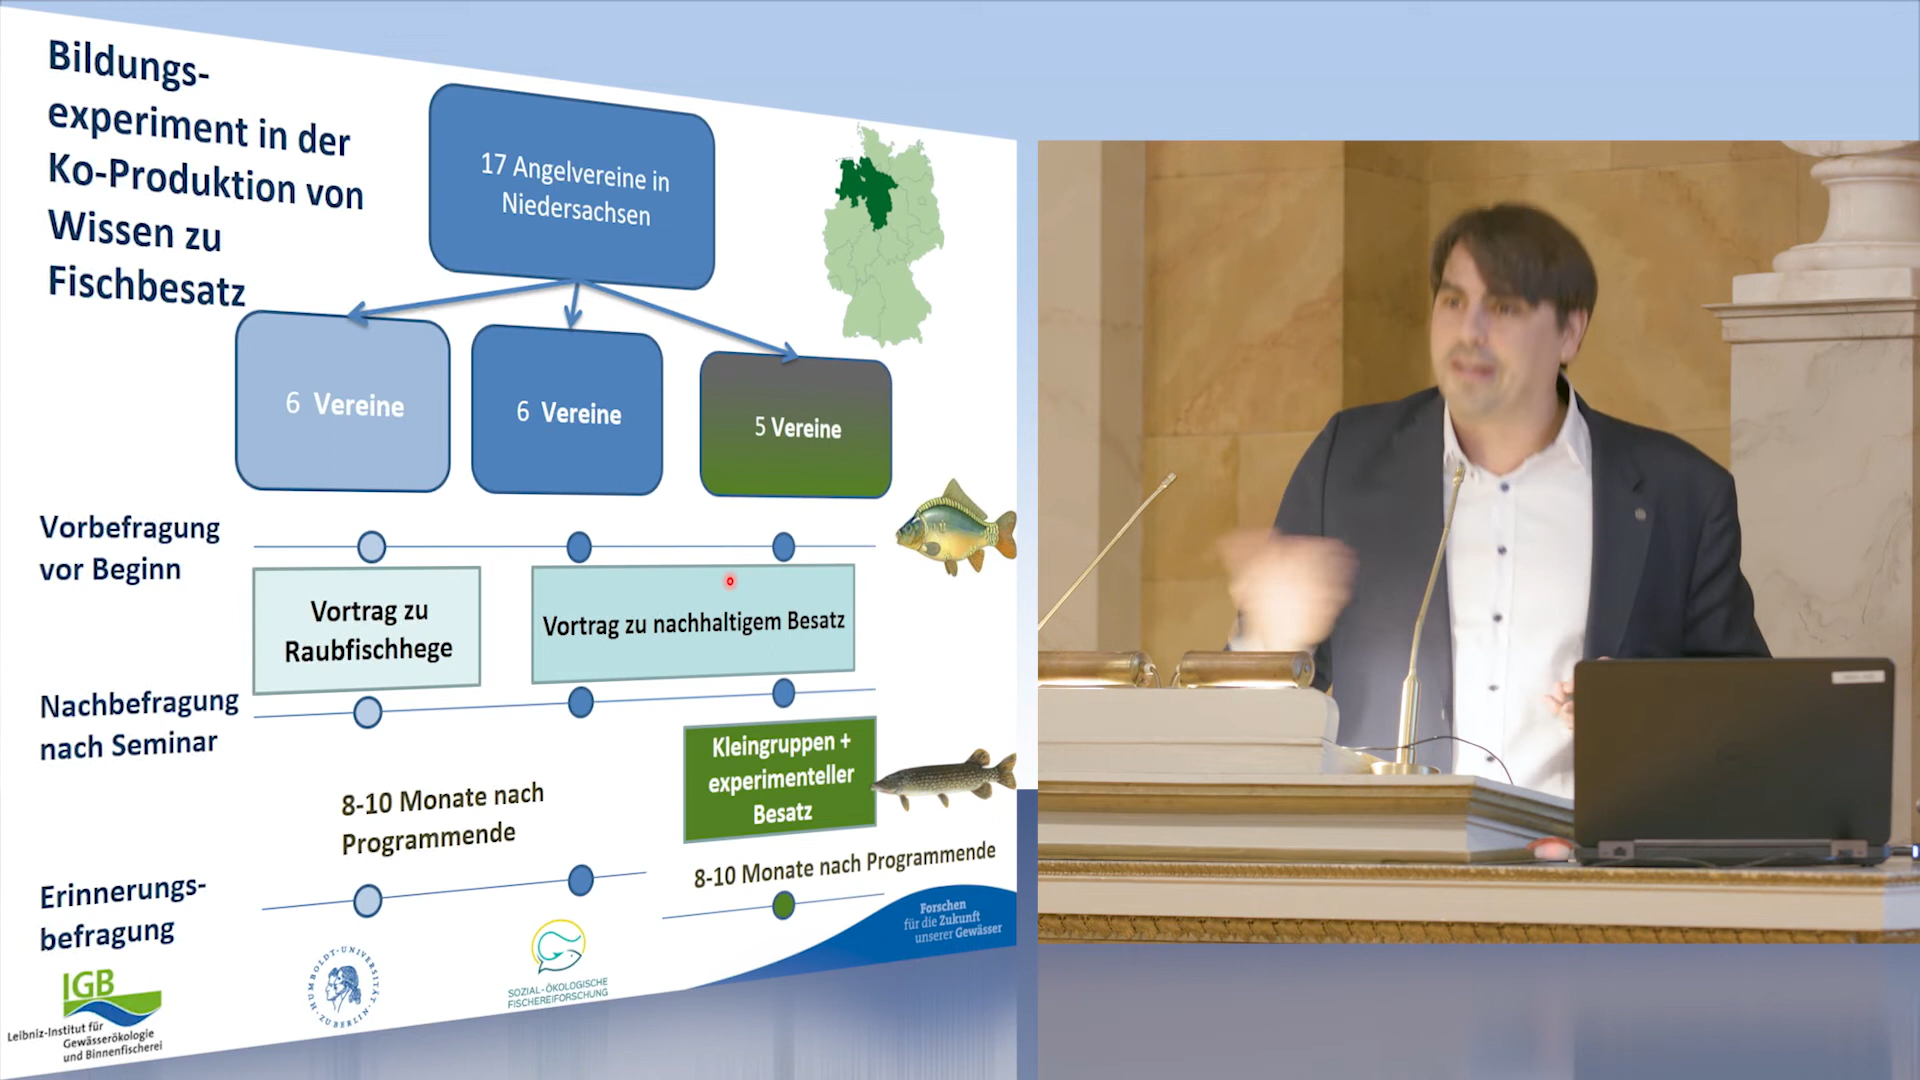 Bildungs-
experiment in der
Ko-Produktion von
Wissen zu
Fischbesatz
17 Angelvereine in
Niedersachsen
6 Vereine
6 Vereine
5 Vereine
Vorbefragung
vor Beginn
Vortrag zu
Raubfischhege
Vortrag zu nachhaltigem Besatz
Nachbefragung
nach Seminar
Kleingruppen +
experimenteller
Besatz
8-10 Monate nach
Programmende
8-10 Monate nach Programmende
Erinnerungs-
befragung
Forschen
für die Zukunft
unserer Gewässer
IGB
Leibniz-Institut für
Gewässerökologie
und Binnenfischerei
HUMBOLDT-UNIVERSITÄT
ZU BERLIN
SOZIAL-ÖKOLOGISCHE
FISCHEREIFORSCHUNG